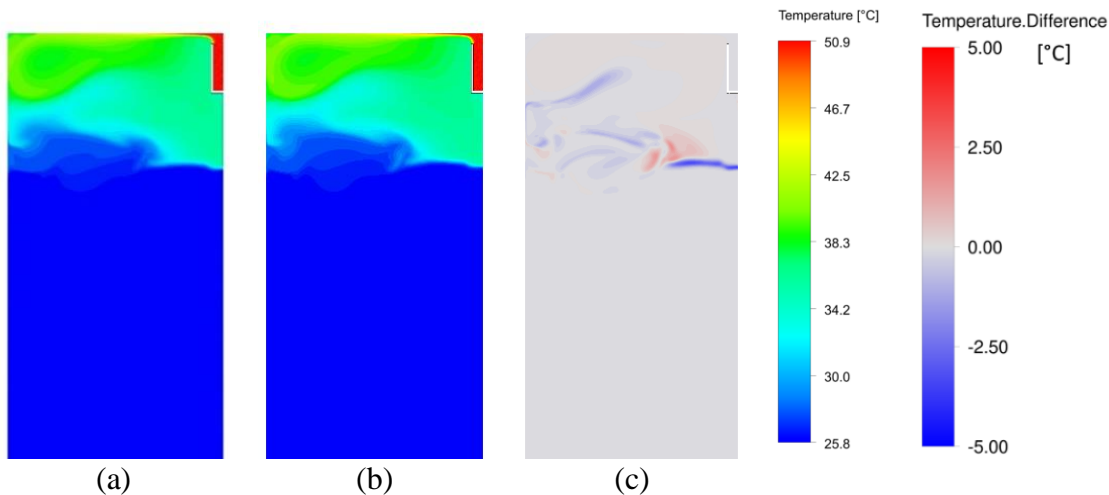 Temperature [°C]
50.9
46.7
42.5
38.3
34.2
30.0
25.8
Temperature.Difference
[°C]
5.00
2.50
0.00
-2.50
-5.00
(a)
(b)
(c)